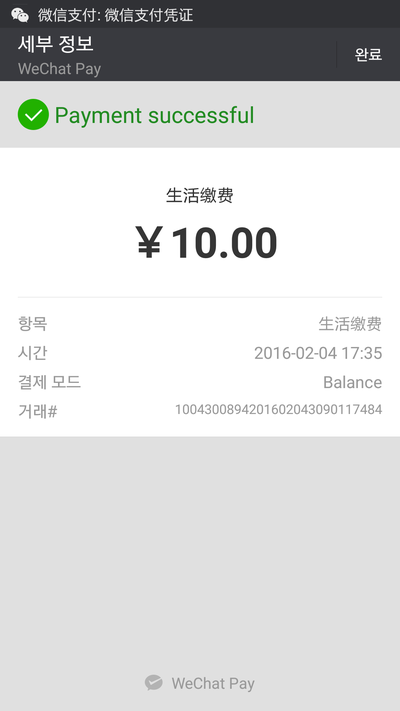 微信支付: 微信支付凭证
세부 정보
WeChat Pay
완료
Payment successful
生活缴费
￥10.00
항목 生活缴费
시간 2016-02-04 17:35
결제 모드 Balance
거래# 1004300894201602043090117484
WeChat Pay